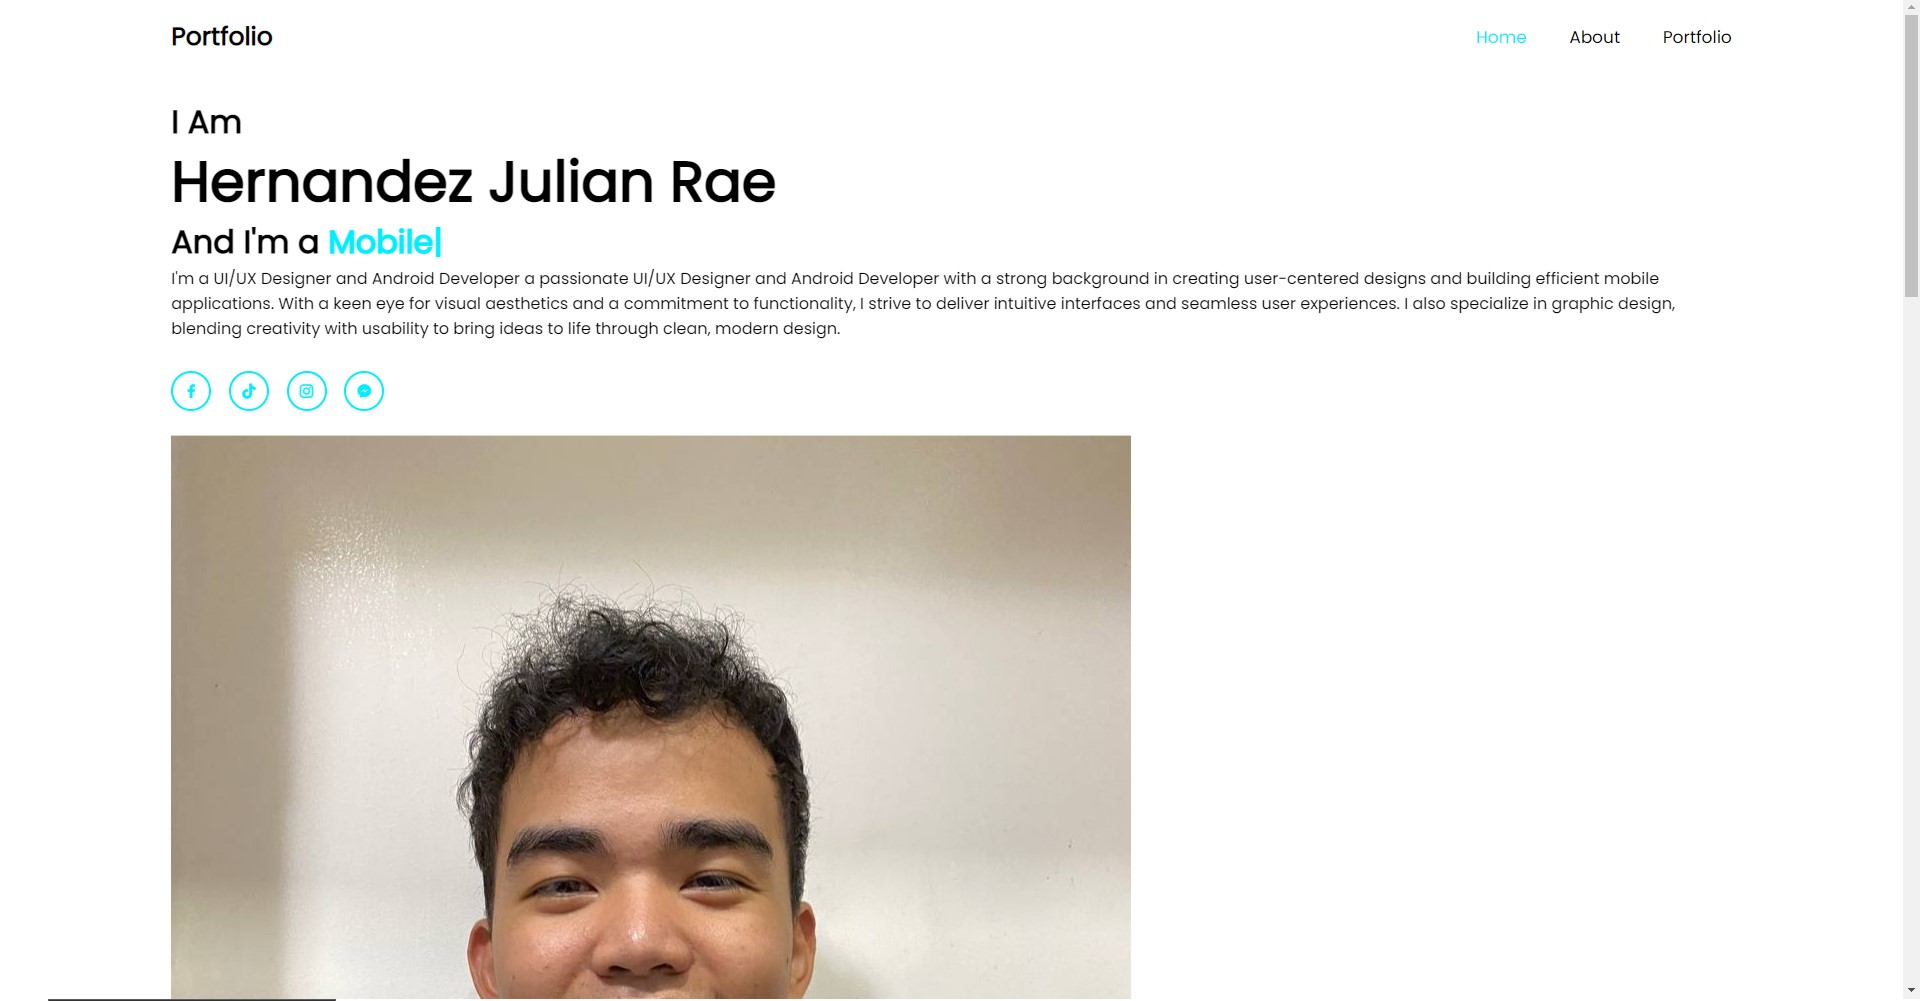 Portfolio
Home About Portfolio
I Am
Hernandez Julian Rae
And I'm a Mobile|
I'm a UI/UX Designer and Android Developer a passionate UI/UX Designer and Android Developer with a strong background in creating user-centered designs and building efficient mobile
applications. With a keen eye for visual aesthetics and a commitment to functionality, I strive to deliver intuitive interfaces and seamless user experiences. I also specialize in graphic design,
blending creativity with usability to bring ideas to life through clean, modern design.